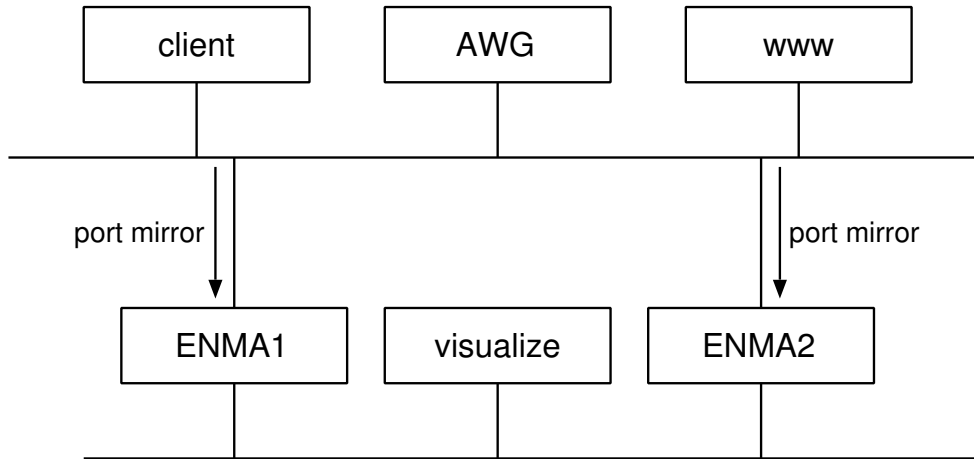 client
AWG
www
port mirror
port mirror
ENMA1
visualize
ENMA2